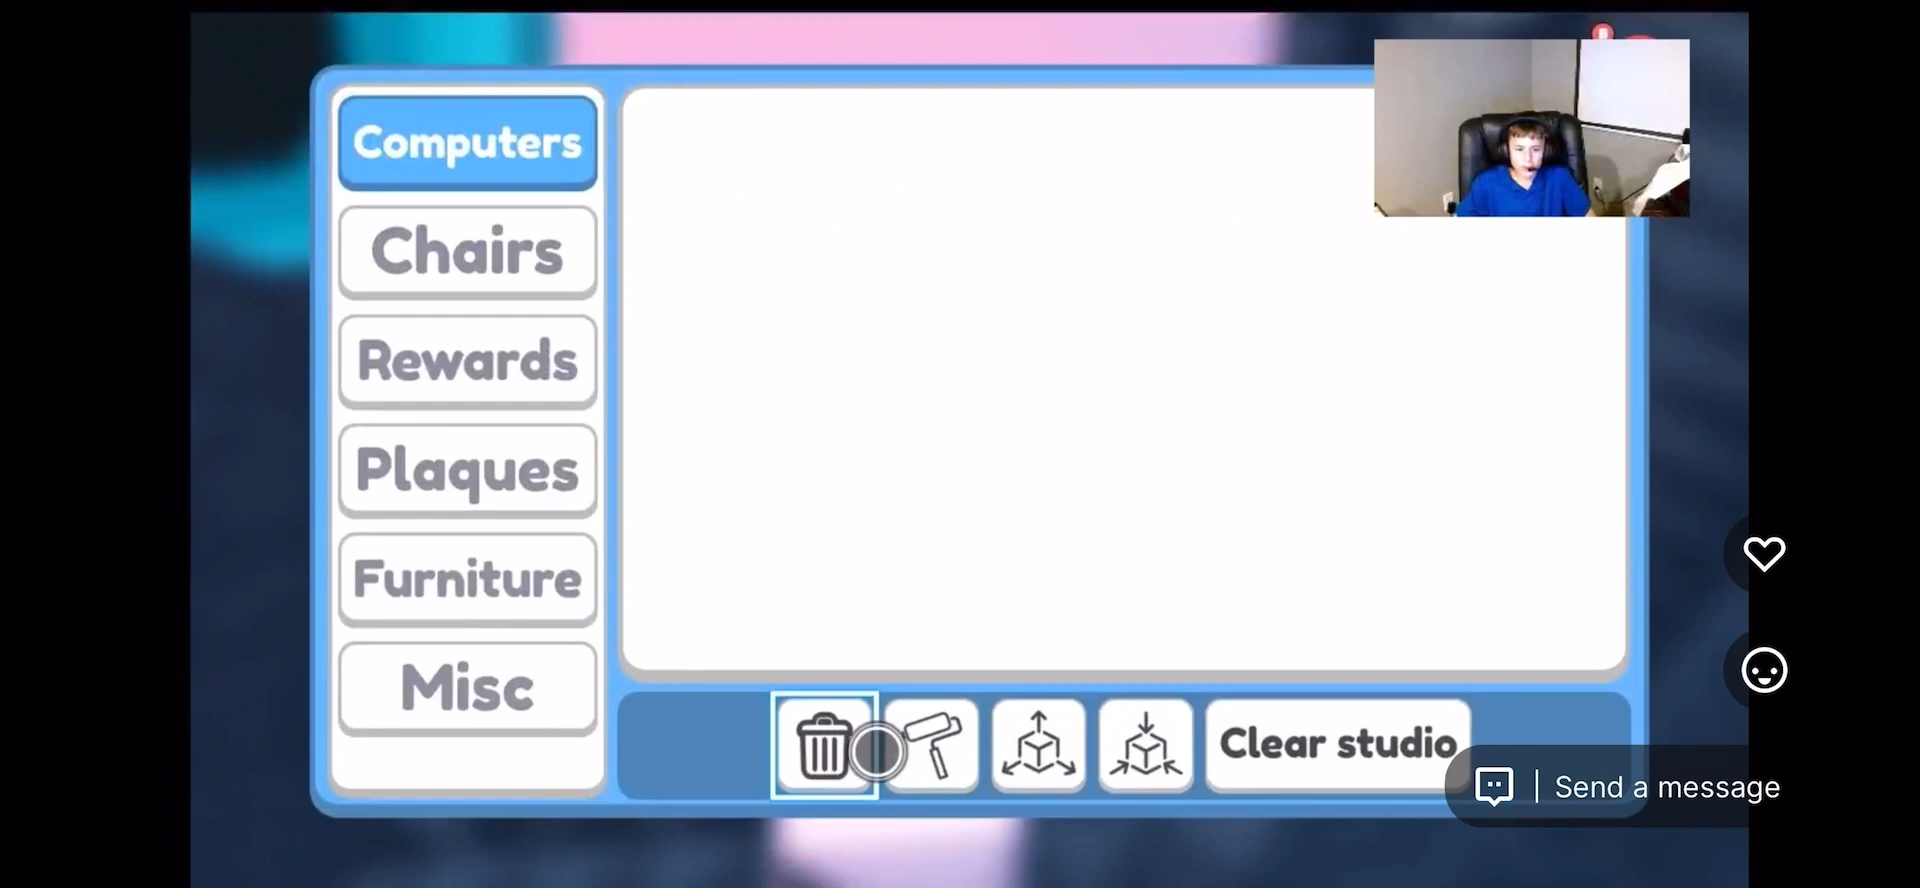 Computers
Chairs
Rewards
Plaques
Furniture
Misc
Clear studio
Send a message